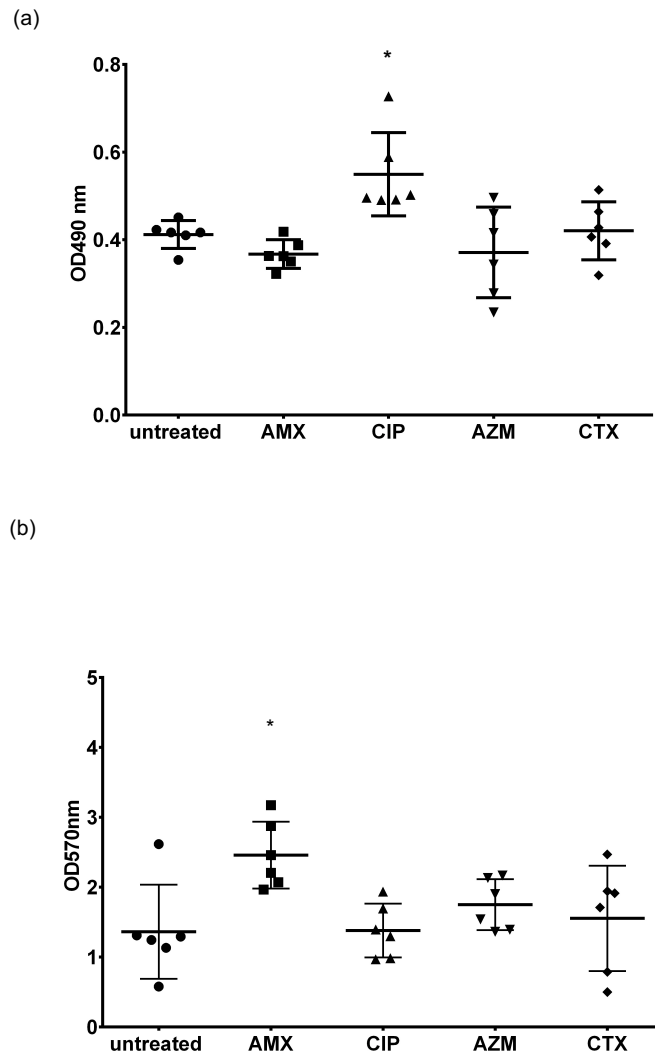 (a)
*
0.8
0.6
0.4
0.2
0.0
OD490 nm
untreated AMX CIP AZM CTX
(b)
*
5
4
3
2
1
0
OD570nm
untreated AMX CIP AZM CTX